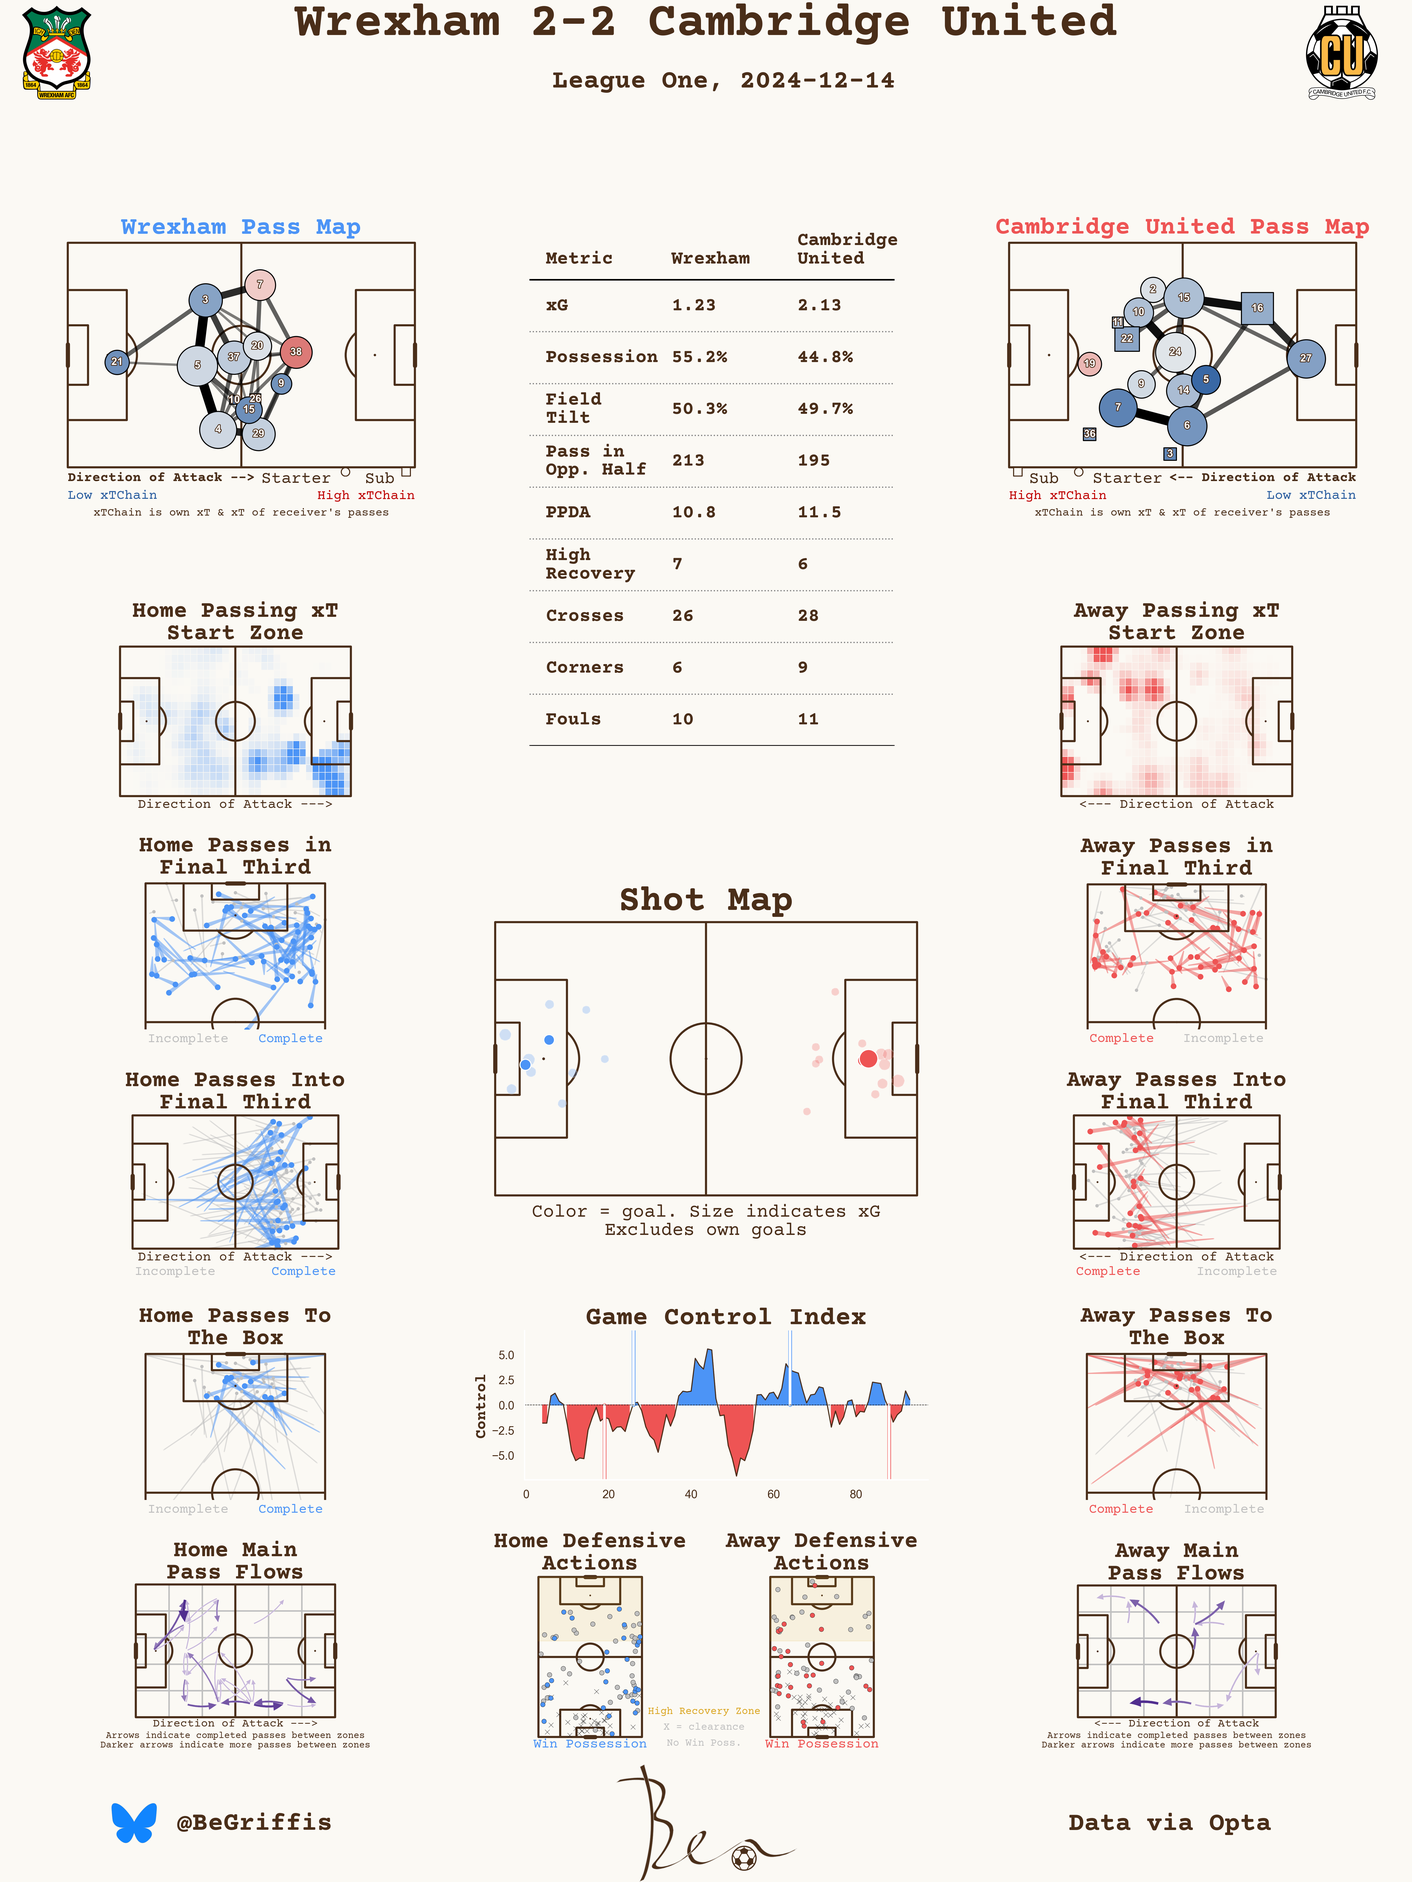 Wrexham 2-2 Cambridge United
League One, 2024-12-14
1864 1864
WREXHAM AFC
CU
CAMBRIDGE UNITED F.C.
Wrexham Pass Map
3
7
20
37
38
21
5
9
10
26
15
4
29
Direction of Attack --> Starter Sub
Low xTChain High xTChain
xTChain is own xT & xT of receiver's passes
Metric Wrexham Cambridge United
xG 1.23 2.13
Possession 55.2% 44.8%
Field Tilt 50.3% 49.7%
Pass in Opp. Half 213 195
PPDA 10.8 11.5
High Recovery 7 6
Crosses 26 28
Corners 6 9
Fouls 10 11
Cambridge United Pass Map
2
15
10
16
11
22
24
27
19
9
14
5
7
6
36
3
Sub Starter <-- Direction of Attack
High xTChain Low xTChain
xTChain is own xT & xT of receiver's passes
Home Passing xT
Start Zone
Direction of Attack --->
Away Passing xT
Start Zone
<--- Direction of Attack
Home Passes in
Final Third
Incomplete Complete
Away Passes in
Final Third
Complete Incomplete
Shot Map
Color = goal. Size indicates xG
Excludes own goals
Home Passes Into
Final Third
Direction of Attack --->
Incomplete Complete
Away Passes Into
Final Third
<--- Direction of Attack
Complete Incomplete
Home Passes To
The Box
Incomplete Complete
Game Control Index
Control
5.0
2.5
0.0
−2.5
−5.0
0 20 40 60 80
Away Passes To
The Box
Complete Incomplete
Home Main
Pass Flows
Direction of Attack --->
Arrows indicate completed passes between zones
Darker arrows indicate more passes between zones
Home Defensive
Actions
Win Possession
Away Defensive
Actions
Win Possession
High Recovery Zone
X = clearance
No Win Poss.
Away Main
Pass Flows
<--- Direction of Attack
Arrows indicate completed passes between zones
Darker arrows indicate more passes between zones
@BeGriffis
Ben
Data via Opta